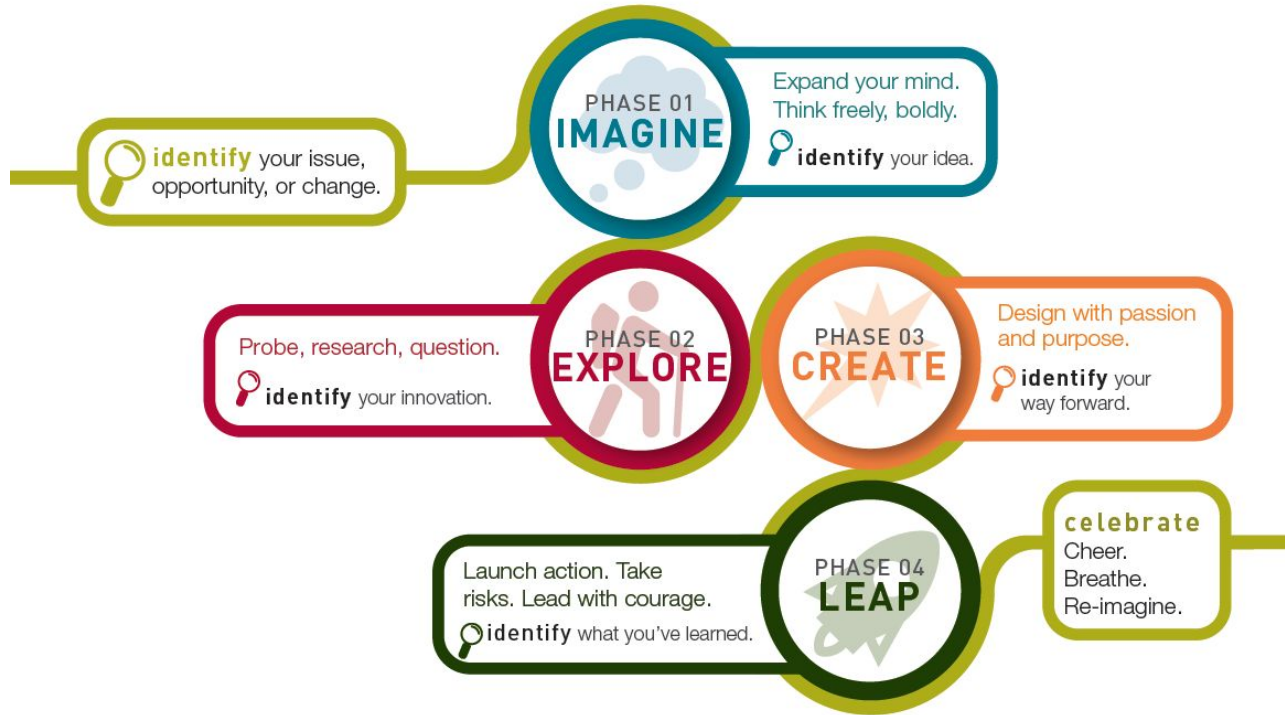 identify your issue,
opportunity, or change.
PHASE 01
IMAGINE
Expand your mind.
Think freely, boldly.
identify your idea.
PHASE 02
EXPLORE
Probe, research, question.
identify your innovation.
PHASE 03
CREATE
Design with passion
and purpose.
identify your
way forward.
PHASE 04
LEAP
Launch action. Take
risks. Lead with courage.
identify what you've learned.
celebrate
Cheer.
Breathe.
Re-imagine.